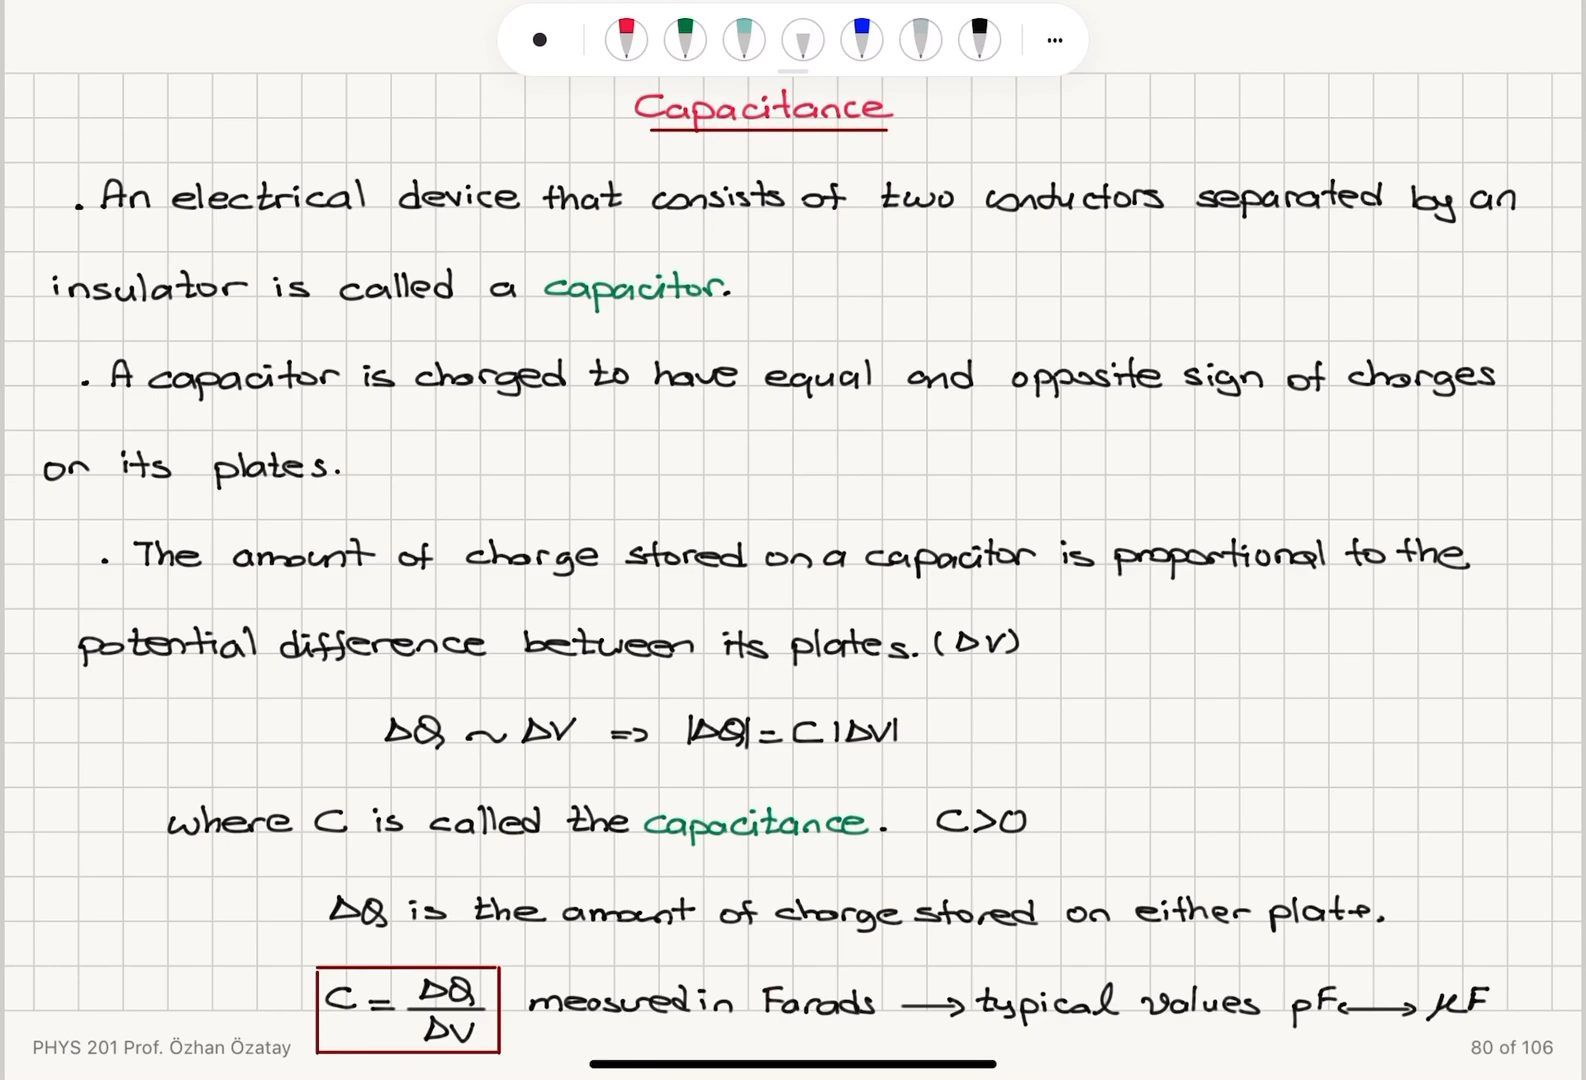 Capacitance
. An electrical device that consists of two conductors separated by an
insulator is called a capacitor.
. A capacitor is charged to have equal and opposite sign of charges
on its plates.
. The amount of charge stored on a capacitor is proportional to the
potential difference between its plates. (ΔV)
ΔQ ~ ΔV => |ΔQ| = C |ΔV|
where C is called the capacitance. C>0
ΔQ is the amount of charge stored on either plate.
C = ΔQ/ΔV measured in Farads → typical values pF ↔ μF
PHYS 201 Prof. Özhan Özatay
80 of 106